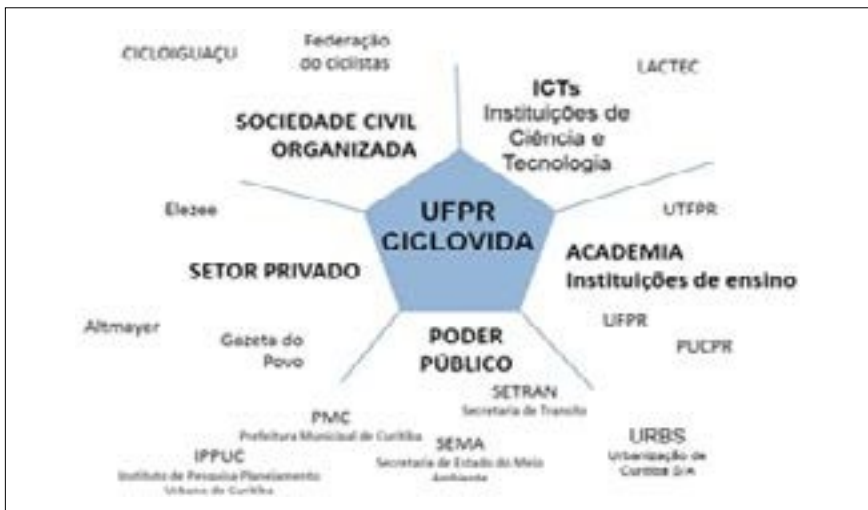 CICLOIGUAÇU
Federação
do ciclistas
SOCIEDADE CIVIL
ORGANIZADA
ICTs
Instituições de
Ciência e
Tecnologia
LACTEC
UFPR
CICLOVIDA
Elezee
SETOR PRIVADO
Altmayer
Gazeta do
Povo
UTFPR
ACADEMIA
Instituições de ensino
UFPR
PUCPR
PODER
PÚBLICO
SETRAN
Secretaria de Transito
PMC
Prefeitura Municipal de Curitiba
IPPUC
Instituto de Pesquisa Planejamento
Urbano de Curitiba
SEMA
Secretaria de Estado do Meio
Ambiente
URBS
Urbanização de
Curitiba S/A